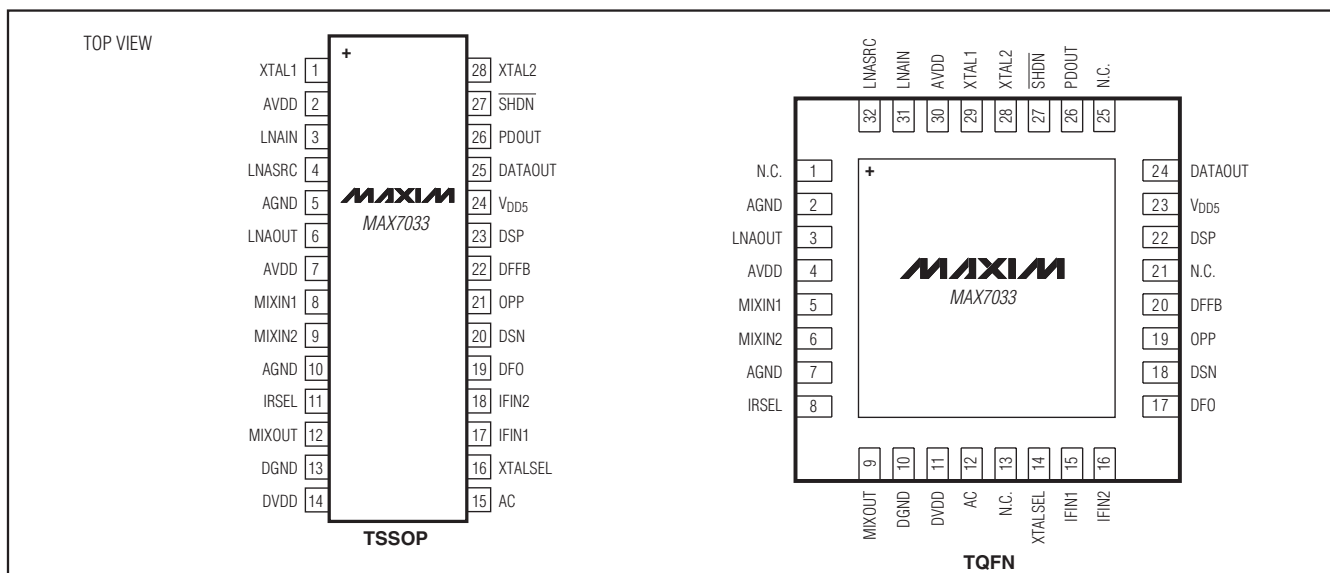 TOP VIEW
+
XTAL1 1
AVDD 2
LNAIN 3
LNASRC 4
AGND 5
LNAOUT 6
AVDD 7
MIXIN1 8
MIXIN2 9
AGND 10
IRSEL 11
MIXOUT 12
DGND 13
DVDD 14
MAXIM
MAX7033
28 XTAL2
27 SHDN
26 PDOUT
25 DATAOUT
24 VDD5
23 DSP
22 DFFB
21 OPP
20 DSN
19 DFO
18 IFIN2
17 IFIN1
16 XTALSEL
15 AC
TSSOP
LNASRC 32
LNAIN 31
AVDD 30
XTAL1 29
XTAL2 28
SHDN 27
PDOUT 26
N.C. 25
N.C. 1
AGND 2
LNAOUT 3
AVDD 4
MIXIN1 5
MIXIN2 6
AGND 7
IRSEL 8
+
MAXIM
MAX7033
24 DATAOUT
23 VDD5
22 DSP
21 N.C.
20 DFFB
19 OPP
18 DSN
17 DFO
9 MIXOUT
10 DGND
11 DVDD
12 AC
13 N.C.
14 XTALSEL
15 IFIN1
16 IFIN2
TQFN